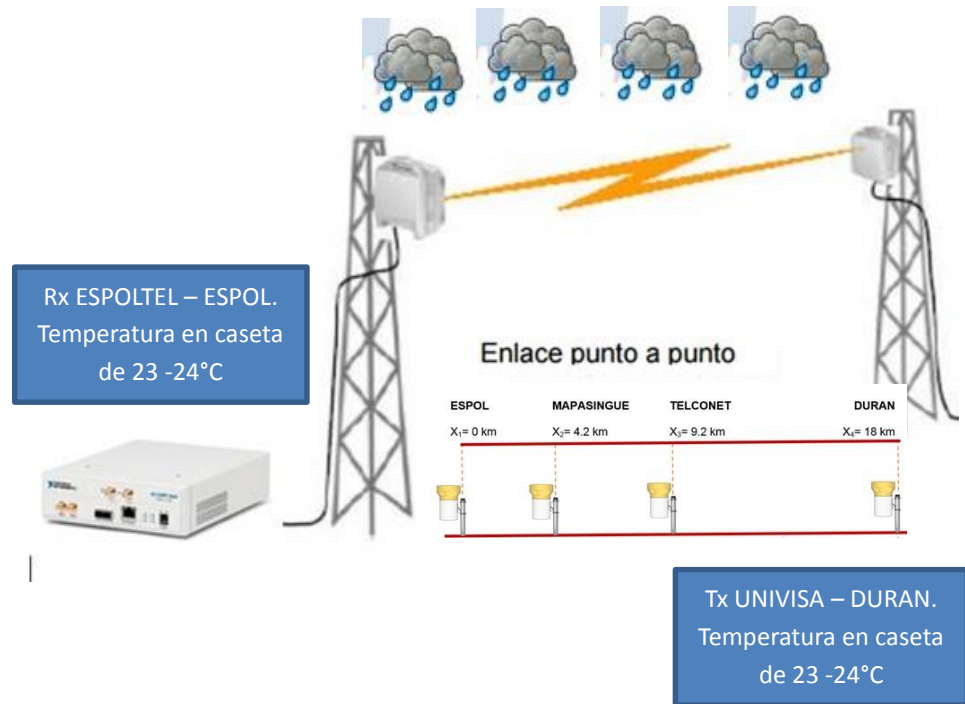 Rx ESPOLTEL – ESPOL.
Temperatura en caseta
de 23 -24°C
Enlace punto a punto
ESPOL MAPASINGUE TELCONET DURAN
X₁= 0 km X₂= 4.2 km X₃= 9.2 km X₄= 18 km
Tx UNIVISA – DURAN.
Temperatura en caseta
de 23 -24°C